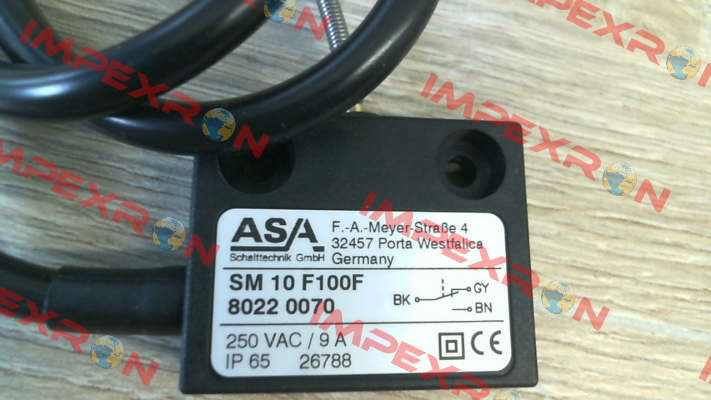 ASA
Schalttechnik GmbH
F.-A.-Meyer-Straße 4
32457 Porta Westfalica
Germany
SM 10 F100F
8022 0070
BK
GY
BN
250 VAC / 9 A
IP 65 26788
CE
IMPEXRON
IMPEXRON
IMPEXRON
IMPEXRON
IMPEXRON
IMPEXRON
IMPEXRON
IMPEXRON